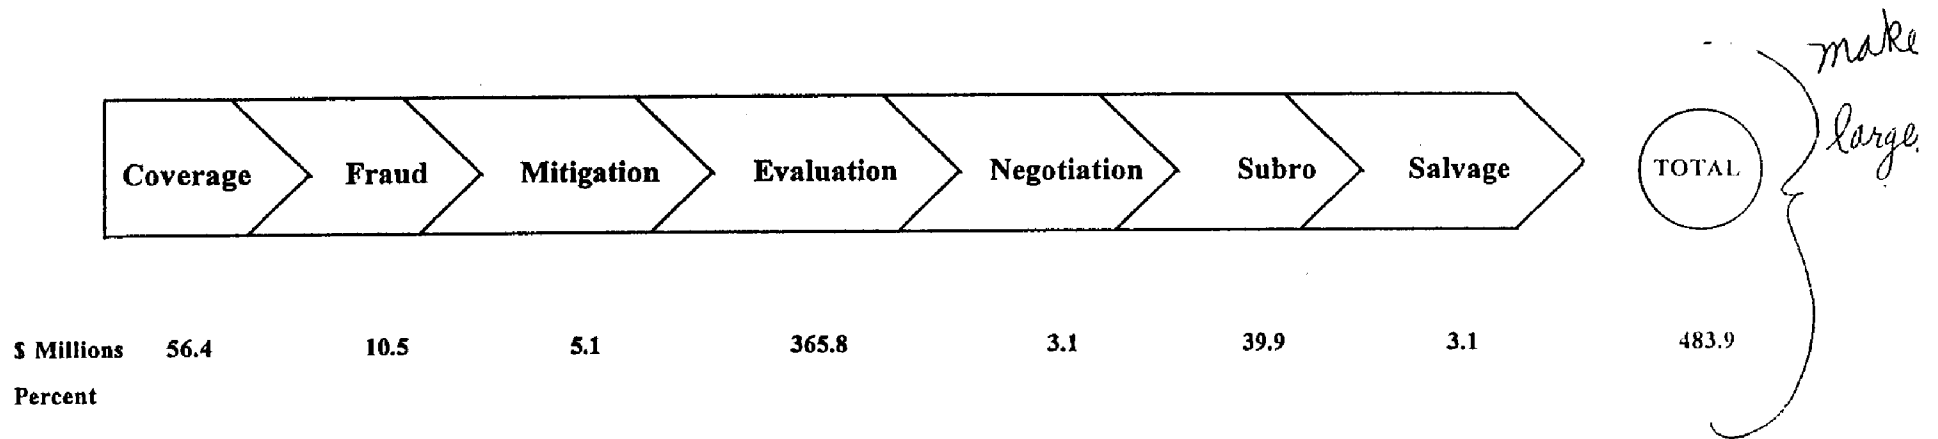 make
large.
Coverage Fraud Mitigation Evaluation Negotiation Subro Salvage TOTAL
$ Millions 56.4 10.5 5.1 365.8 3.1 39.9 3.1 483.9
Percent